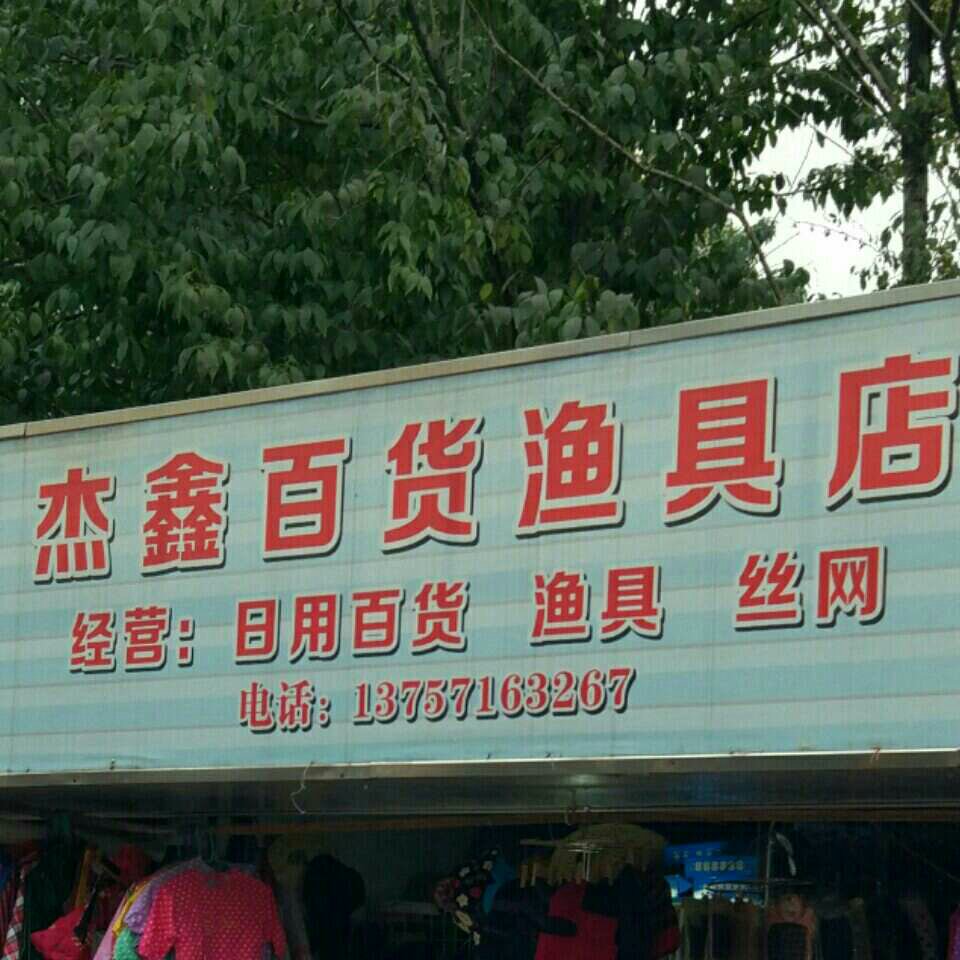 杰鑫百货渔具店
经营：日用百货 渔具 丝网
电话：13757163267